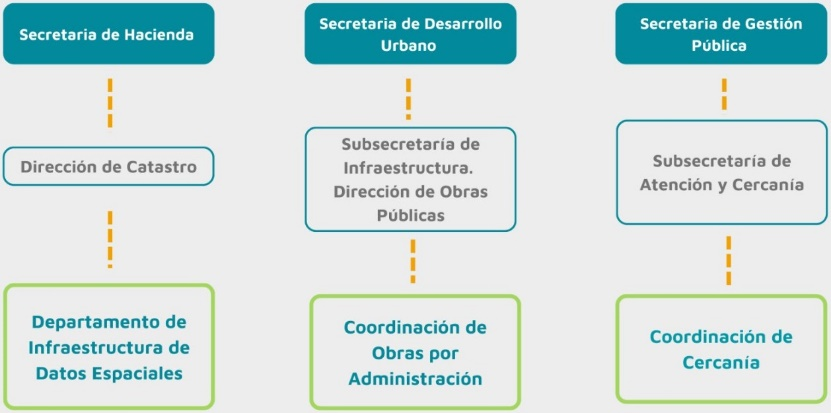 Secretaria de Hacienda
Secretaria de Desarrollo
Urbano
Secretaria de Gestión
Pública
Dirección de Catastro
Subsecretaría de
Infraestructura.
Dirección de Obras
Públicas
Subsecretaría de
Atención y Cercanía
Departamento de
Infraestructura de
Datos Espaciales
Coordinación de
Obras por
Administración
Coordinación de
Cercanía